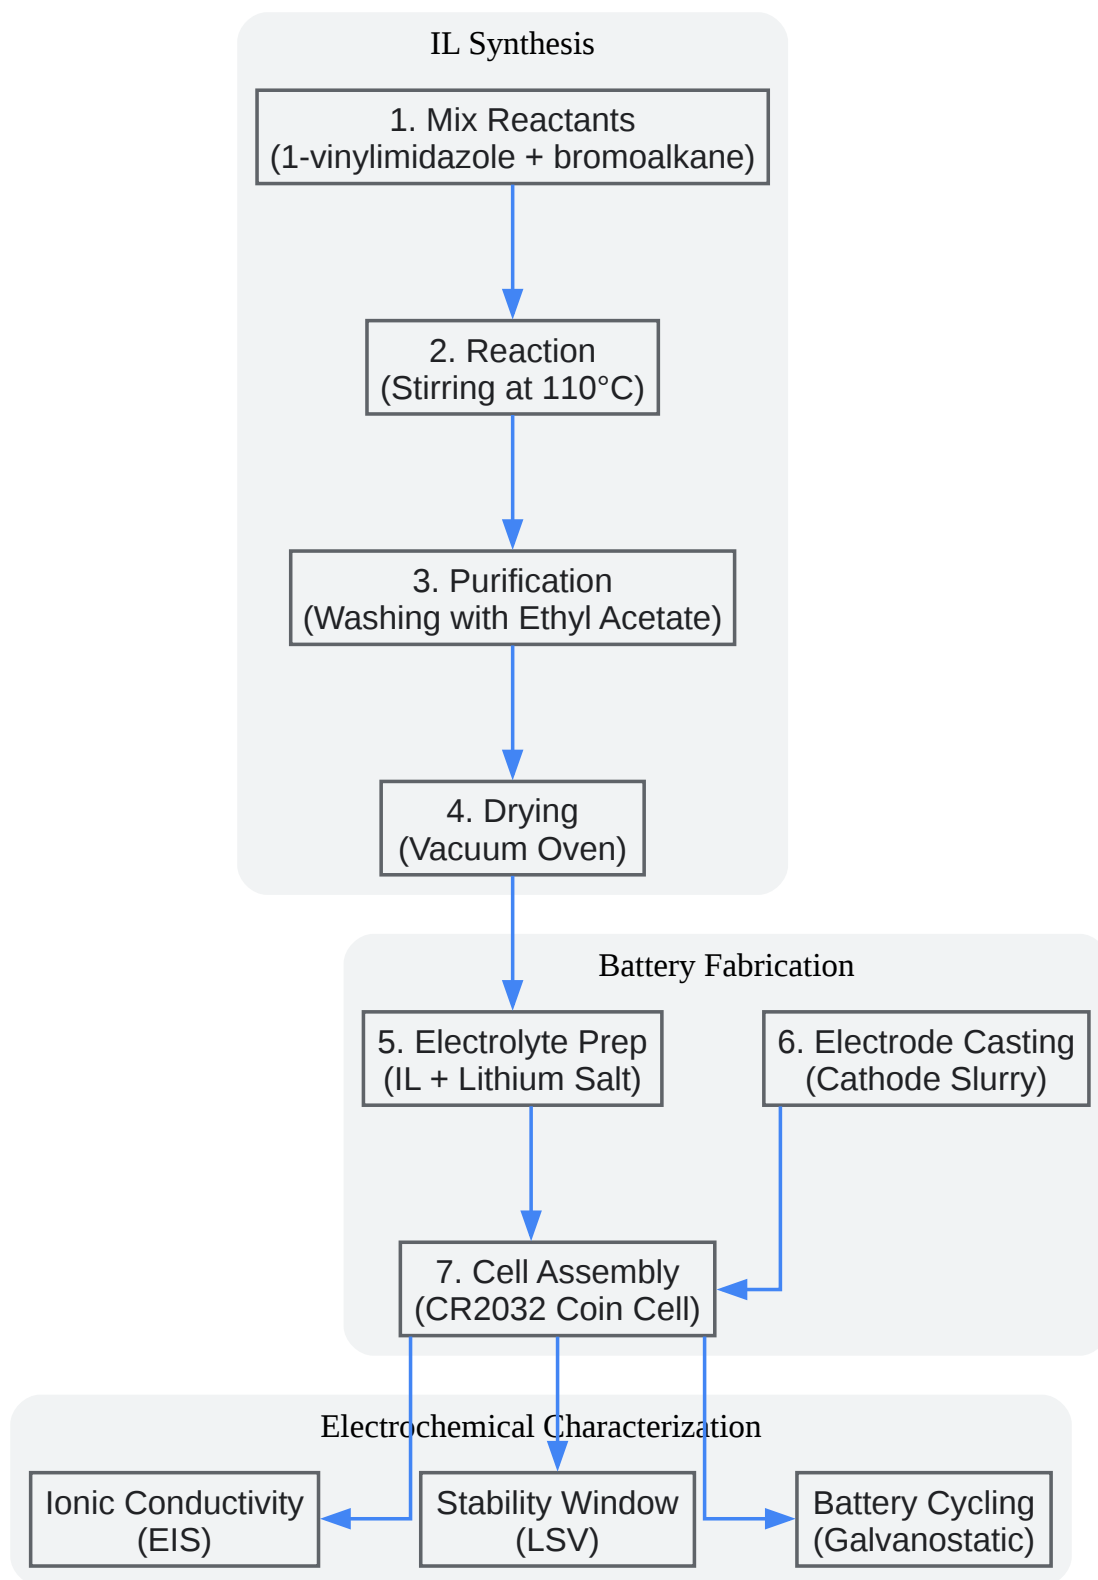 IL Synthesis
1. Mix Reactants
(1-vinylimidazole + bromoalkane)
2. Reaction
(Stirring at 110°C)
3. Purification
(Washing with Ethyl Acetate)
4. Drying
(Vacuum Oven)
Battery Fabrication
5. Electrolyte Prep
(IL + Lithium Salt)
6. Electrode Casting
(Cathode Slurry)
7. Cell Assembly
(CR2032 Coin Cell)
Electrochemical Characterization
Ionic Conductivity
(EIS)
Stability Window
(LSV)
Battery Cycling
(Galvanostatic)